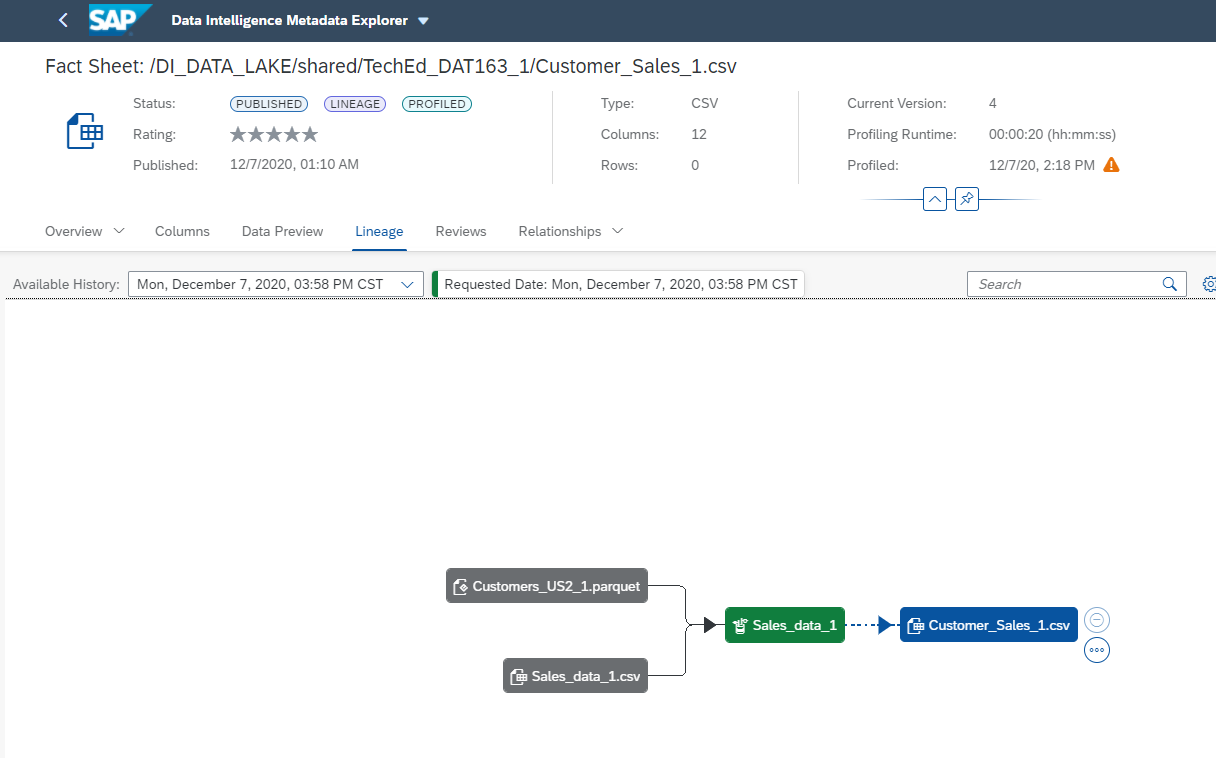 SAP Data Intelligence Metadata Explorer
Fact Sheet: /DI_DATA_LAKE/shared/TechEd_DAT163_1/Customer_Sales_1.csv
Status: PUBLISHED LINEAGE PROFILED
Rating:
Published: 12/7/2020, 01:10 AM
Type: CSV
Columns: 12
Rows: 0
Current Version: 4
Profiling Runtime: 00:00:20 (hh:mm:ss)
Profiled: 12/7/20, 2:18 PM
Overview Columns Data Preview Lineage Reviews Relationships
Available History: Mon, December 7, 2020, 03:58 PM CST Requested Date: Mon, December 7, 2020, 03:58 PM CST Search
Customers_US2_1.parquet
Sales_data_1 Customer_Sales_1.csv
Sales_data_1.csv